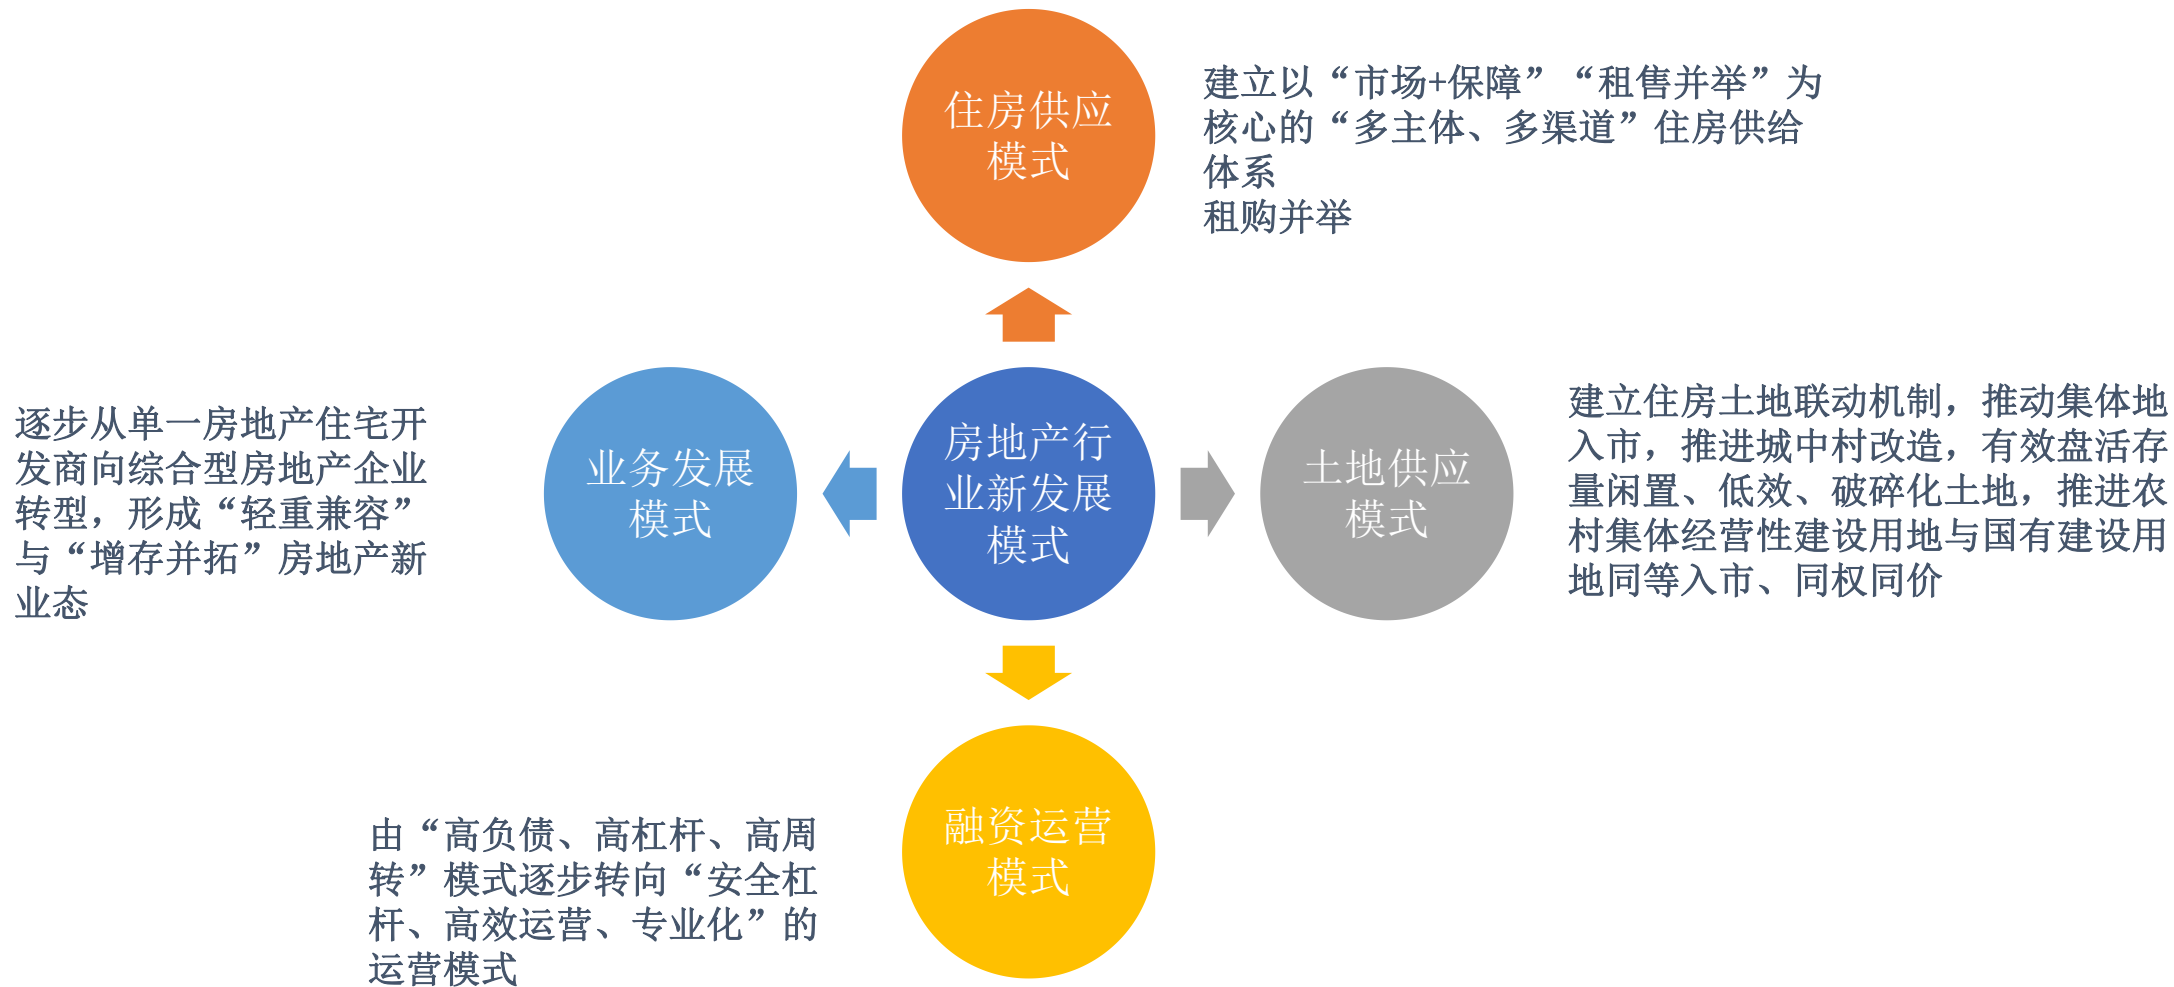 住房供应
模式
建立以“市场+保障”“租售并举”为
核心的“多主体、多渠道”住房供给
体系
租购并举
逐步从单一房地产住宅开
发商向综合型房地产企业
转型，形成“轻重兼容”
与“增存并拓”房地产新
业态
业务发展
模式
房地产行
业新发展
模式
土地供应
模式
建立住房土地联动机制，推动集体地
入市，推进城中村改造，有效盘活存
量闲置、低效、破碎化土地，推进农
村集体经营性建设用地与国有建设用
地同等入市、同权同价
由“高负债、高杠杆、高周
转”模式逐步转向“安全杠
杆、高效运营、专业化”的
运营模式
融资运营
模式